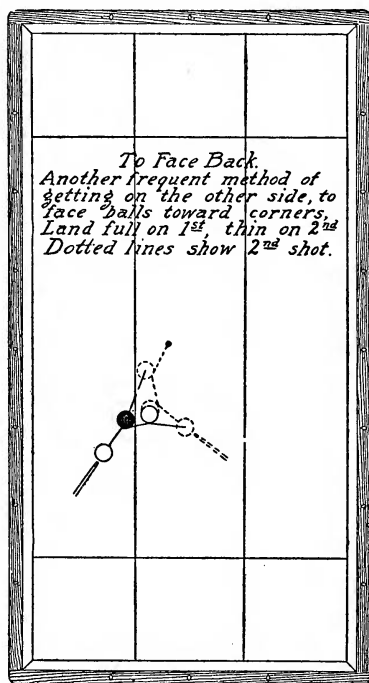 To Face Back.
Another frequent method of
getting on the other side, to
face balls toward corners,
Land full on 1st, thin on 2nd
Dotted lines show 2nd shot.